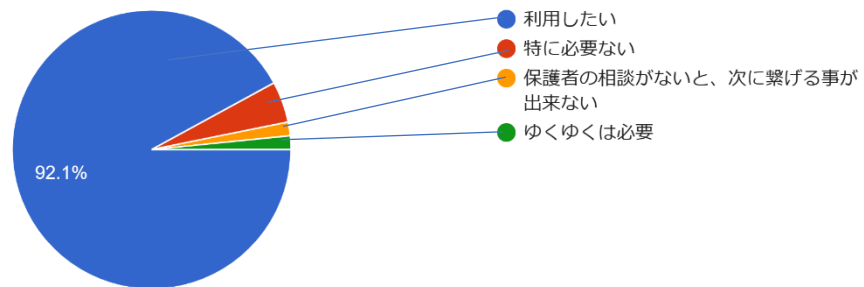 利用したい
特に必要ない
保護者の相談がないと、次に繋げる事が
出来ない
ゆくゆくは必要
92.1%